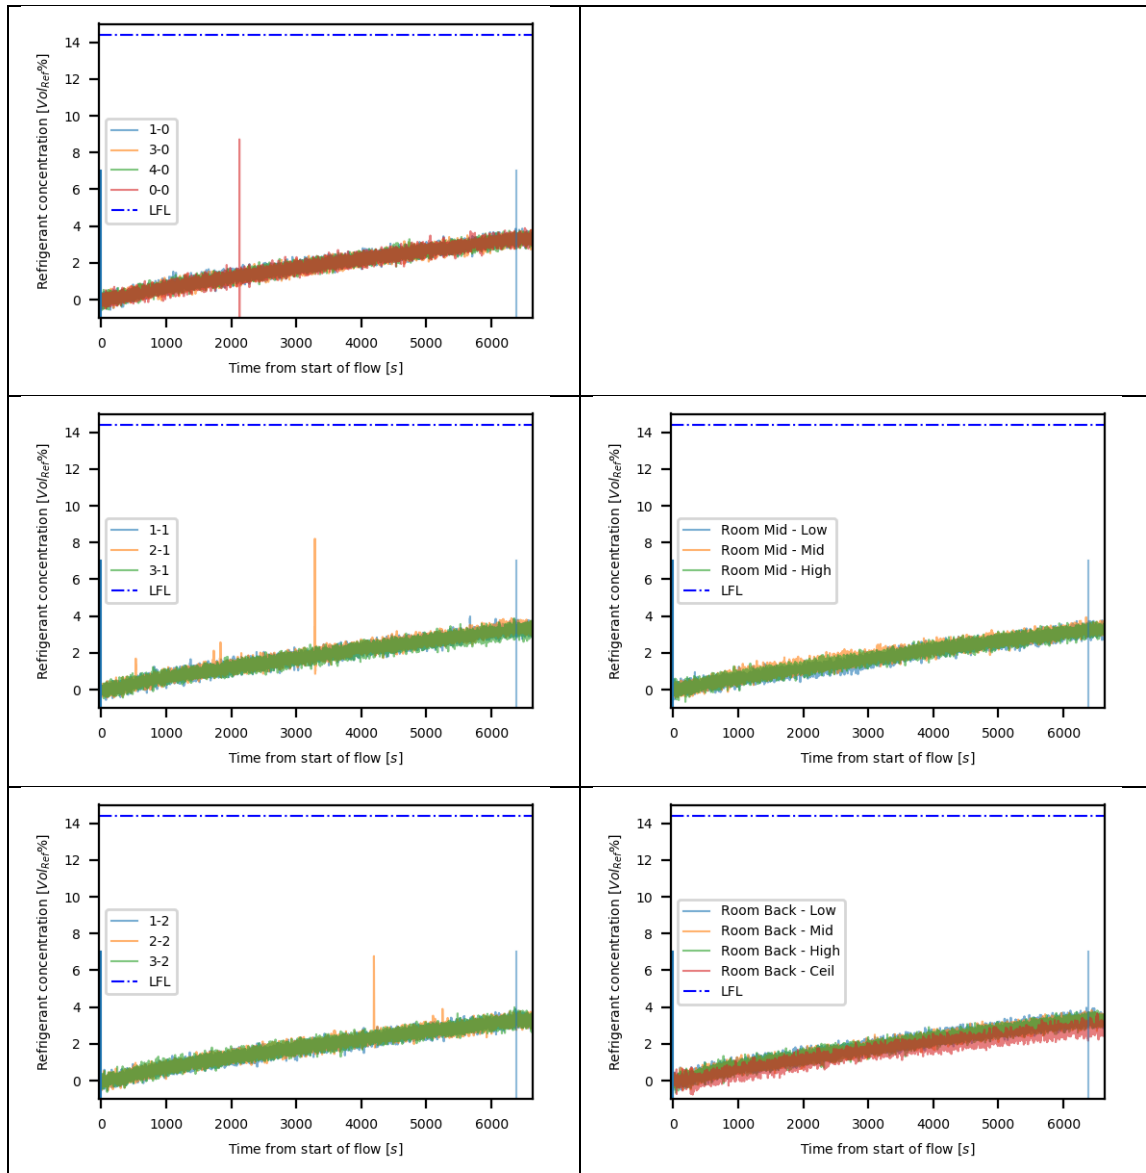 Refrigerant concentration [Vol_Ref%]
14
12
10
8
6
4
2
0
1-0
3-0
4-0
0-0
LFL
0 1000 2000 3000 4000 5000 6000
Time from start of flow [s]
Refrigerant concentration [Vol_Ref%]
14
12
10
8
6
4
2
0
1-1
2-1
3-1
LFL
0 1000 2000 3000 4000 5000 6000
Time from start of flow [s]
Refrigerant concentration [Vol_Ref%]
14
12
10
8
6
4
2
0
Room Mid - Low
Room Mid - Mid
Room Mid - High
LFL
0 1000 2000 3000 4000 5000 6000
Time from start of flow [s]
Refrigerant concentration [Vol_Ref%]
14
12
10
8
6
4
2
0
1-2
2-2
3-2
LFL
0 1000 2000 3000 4000 5000 6000
Time from start of flow [s]
Refrigerant concentration [Vol_Ref%]
14
12
10
8
6
4
2
0
Room Back - Low
Room Back - Mid
Room Back - High
Room Back - Ceil
LFL
0 1000 2000 3000 4000 5000 6000
Time from start of flow [s]